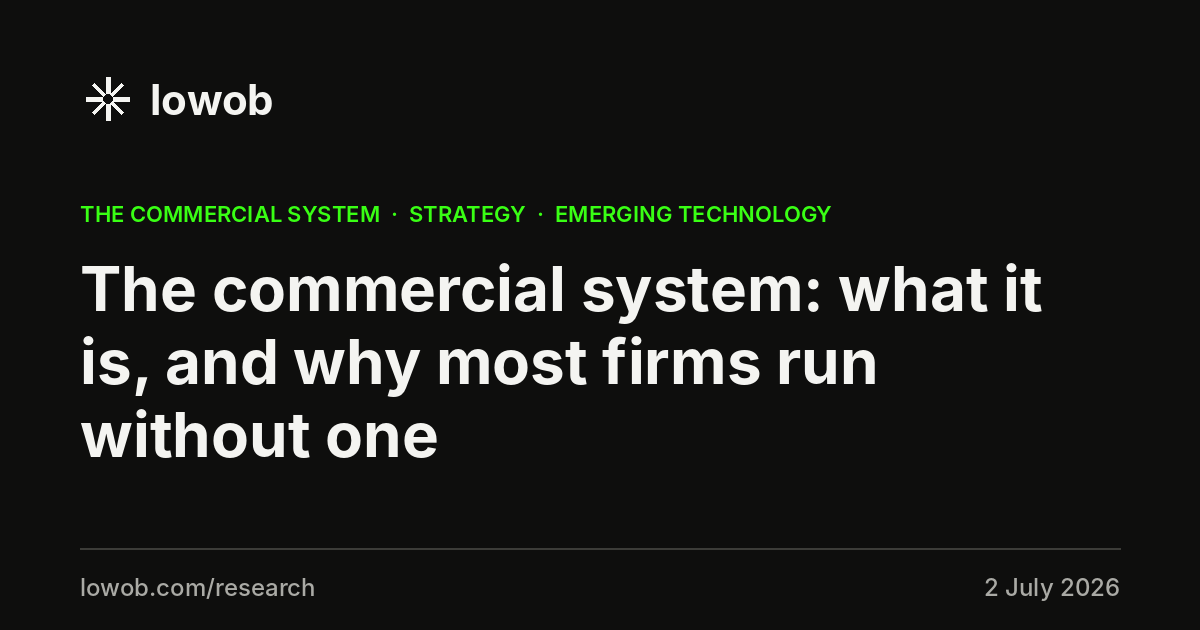 lowob
THE COMMERCIAL SYSTEM · STRATEGY · EMERGING TECHNOLOGY
The commercial system: what it
is, and why most firms run
without one
lowob.com/research
2 July 2026